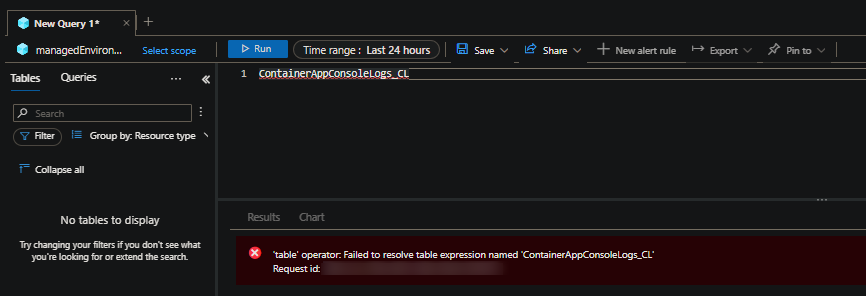 New Query 1*
managedEnviron...
Select scope
Run
Time range : Last 24 hours
Save
Share
New alert rule
Export
Pin to
Tables
Queries
...
Search
Filter
Group by: Resource type
Collapse all
No tables to display
Try changing your filters if you don't see what
you're looking for or extend the search.
1 ContainerAppConsoleLogs_CL
Results
Chart
'table' operator: Failed to resolve table expression named 'ContainerAppConsoleLogs_CL'
Request id: